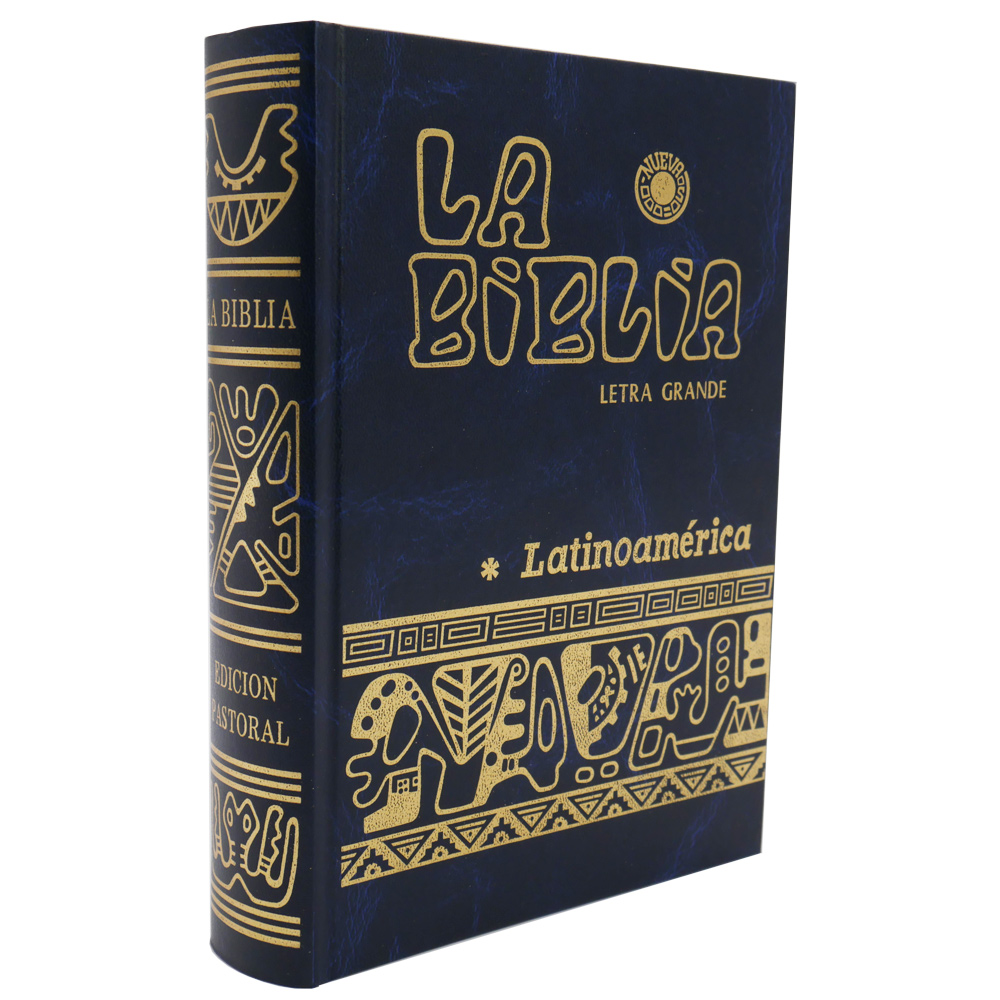 LA BIBLIA
EDICION
PASTORAL
LA
NUEVA
BIBLIA
LETRA GRANDE
* Latinoamérica